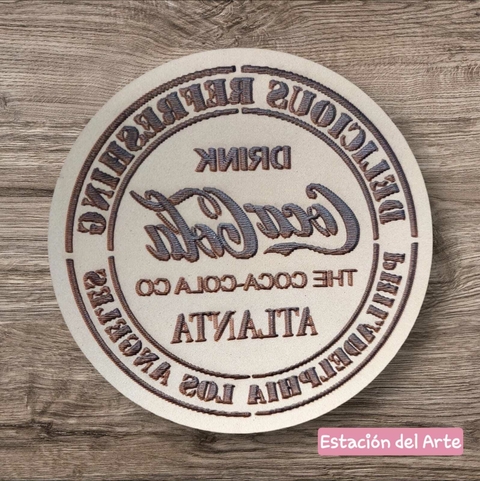 DELICIOUS REFRESHING
DRINK
Coca-Cola
THE COCA-COLA CO
ATLANTA
PHILADELPHIA LOS ANGELES
Estación del Arte